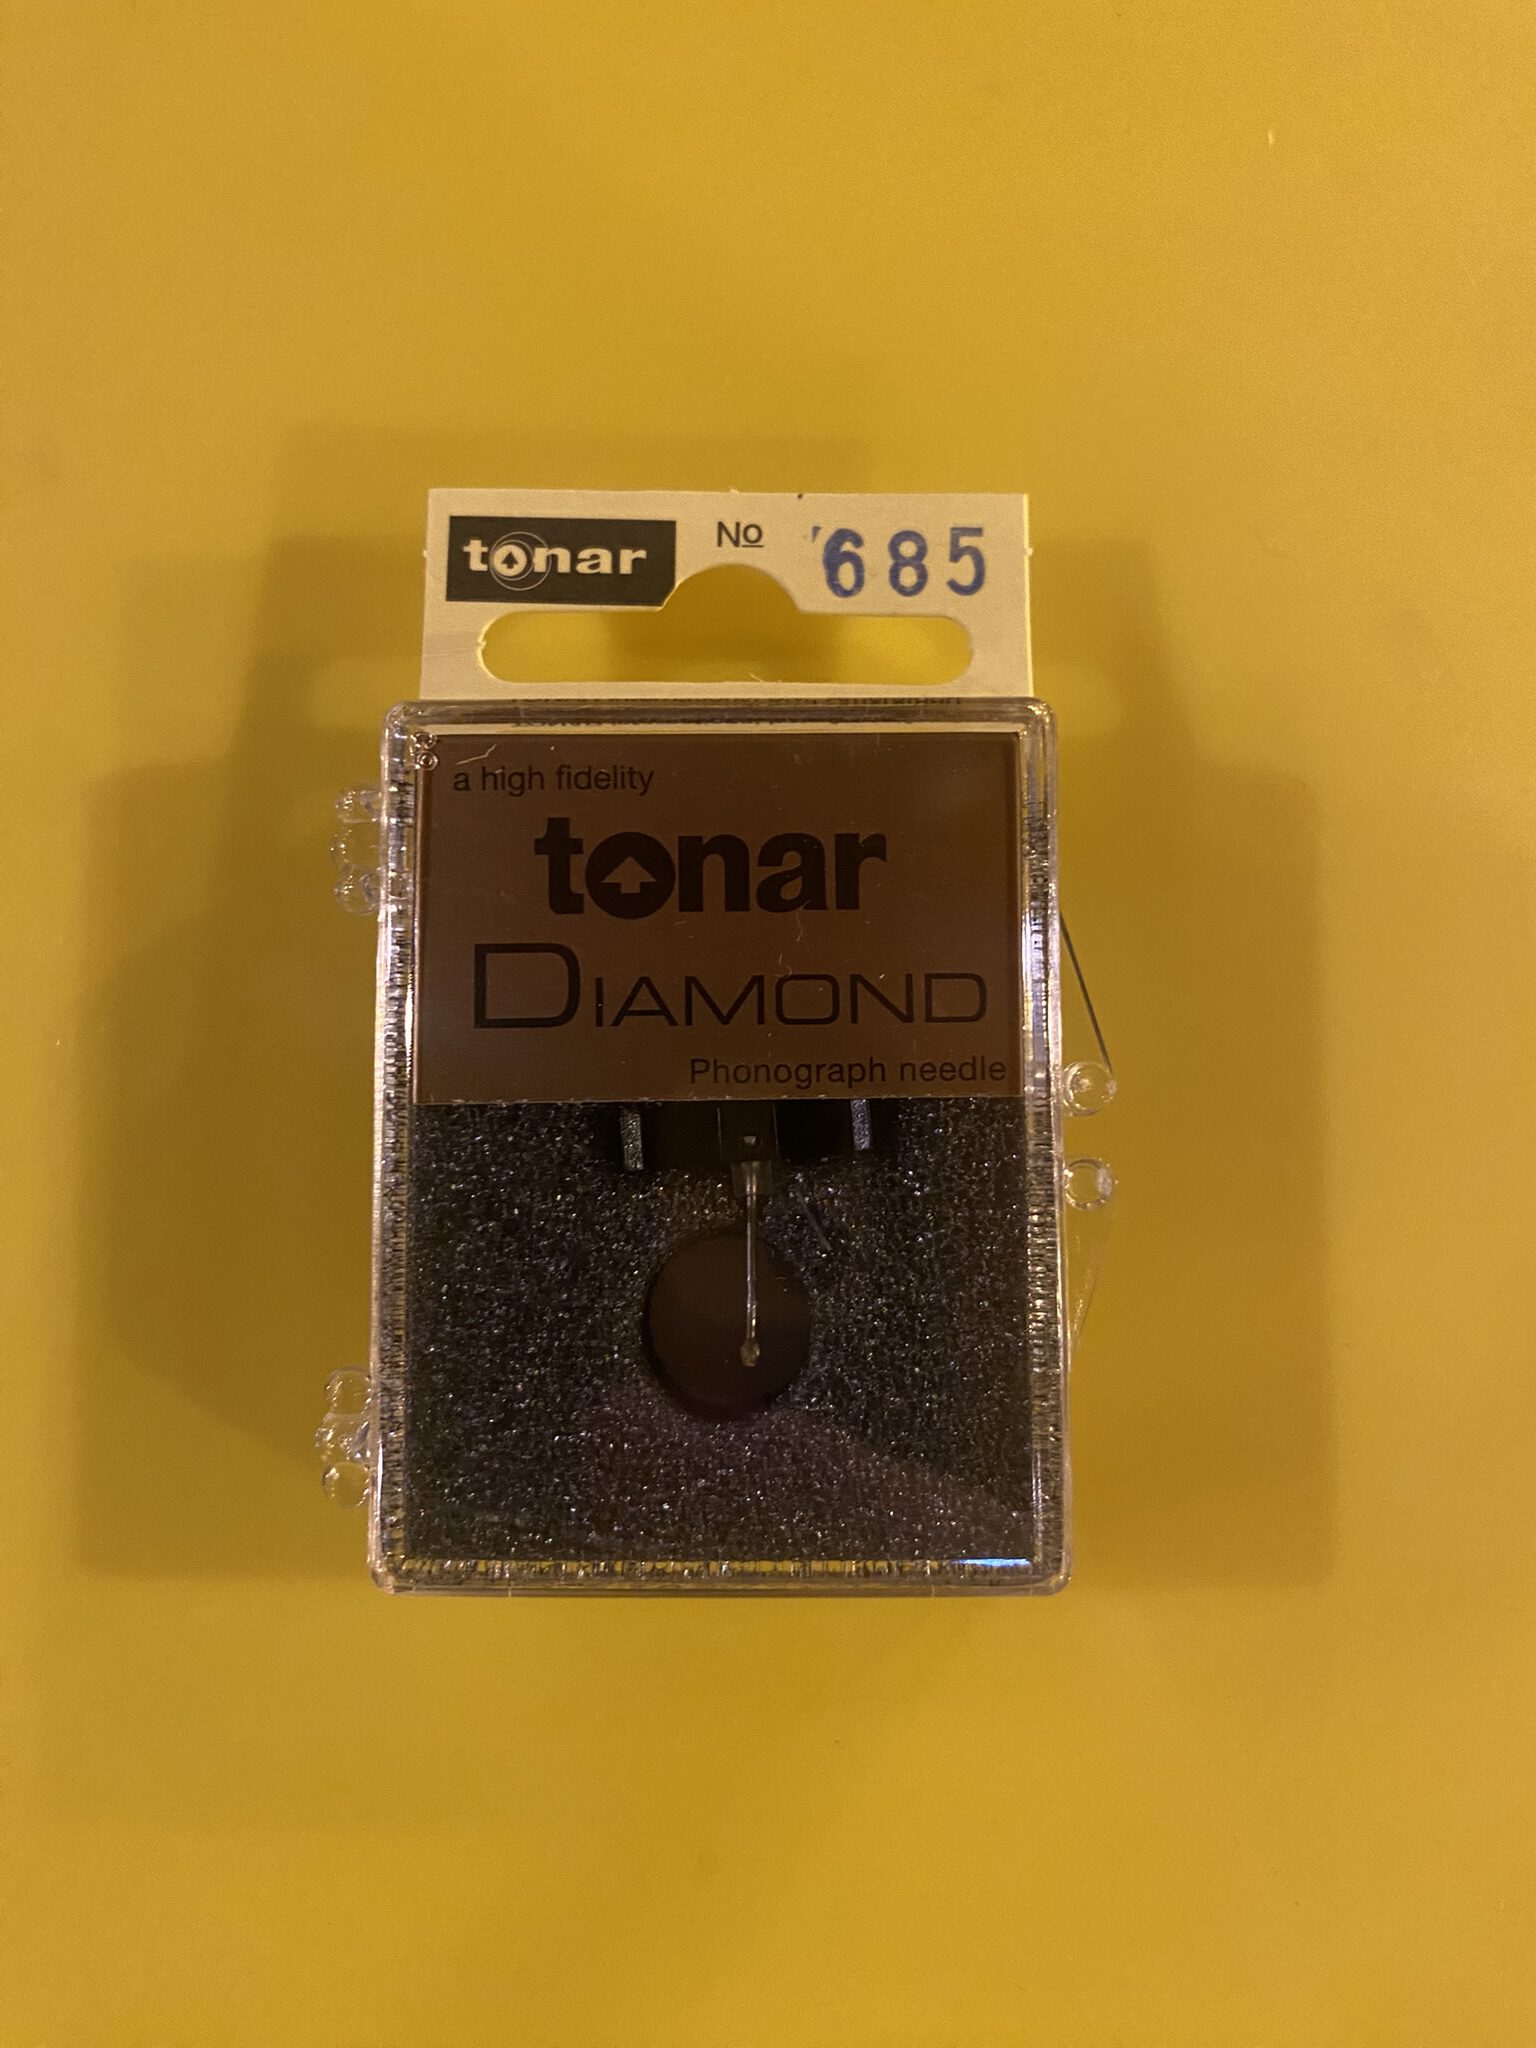 tonar
No 685
a high fidelity
tonar
DIAMOND
Phonograph needle